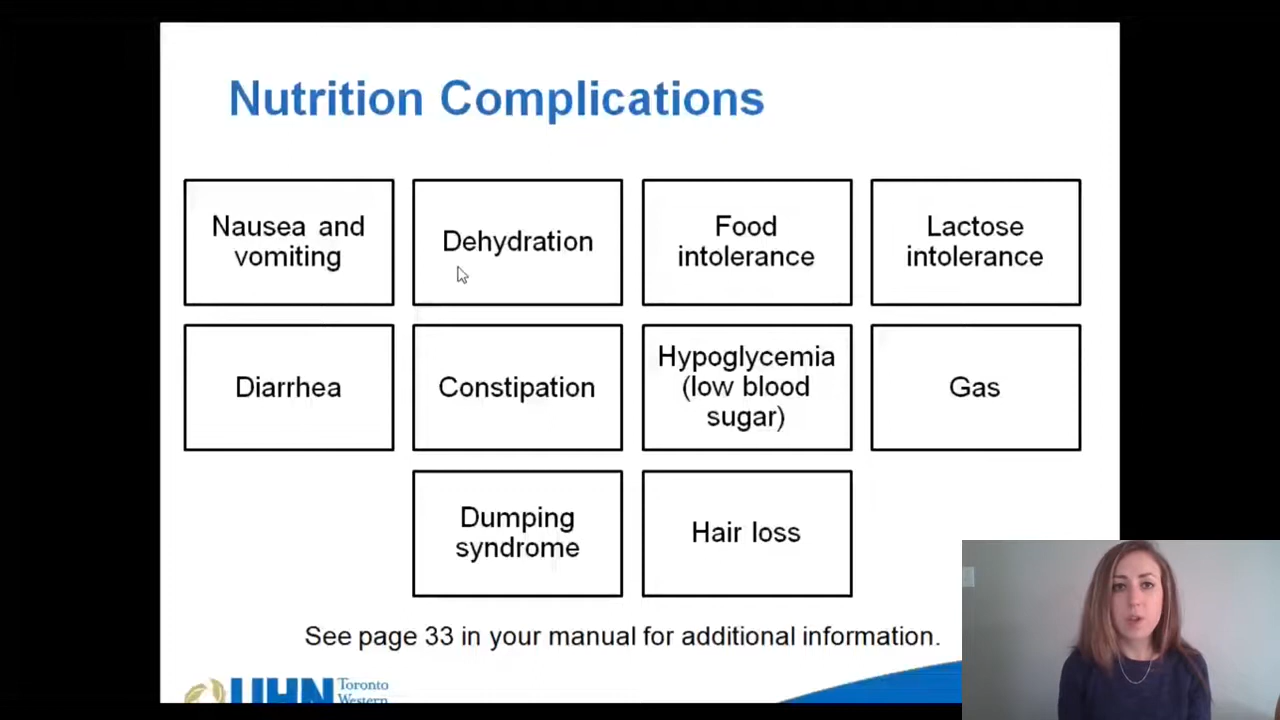 Nutrition Complications
Nausea and
vomiting
Dehydration
Food
intolerance
Lactose
intolerance
Diarrhea
Constipation
Hypoglycemia
(low blood
sugar)
Gas
Dumping
syndrome
Hair loss
See page 33 in your manual for additional information.
UHN
Toronto
Western